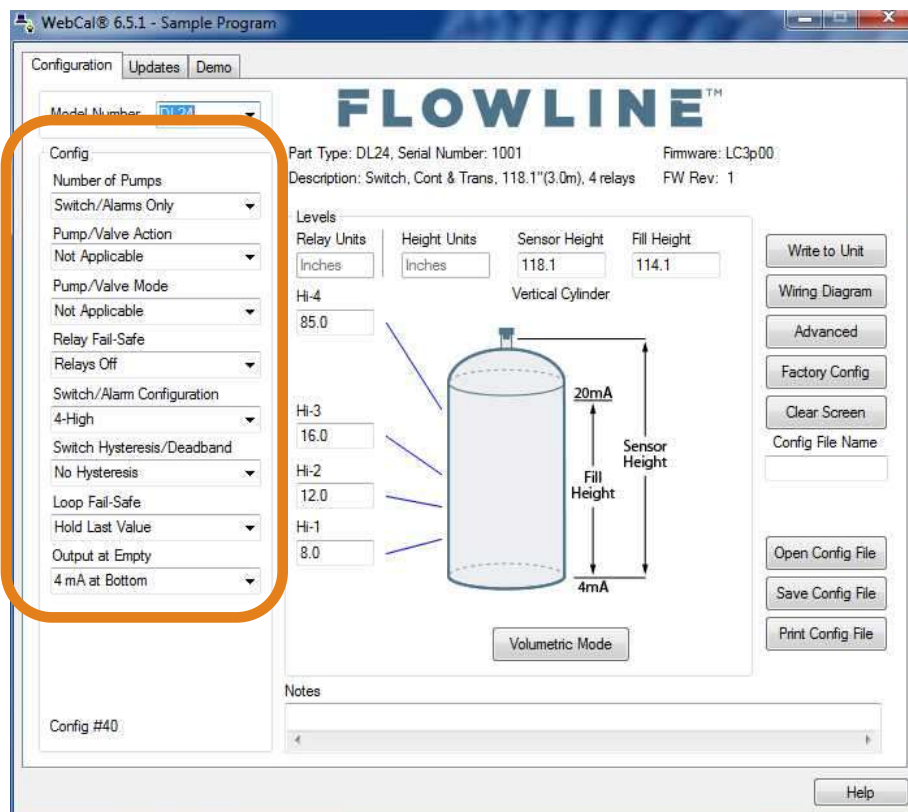 WebCal® 6.5.1 - Sample Program
Configuration Updates Demo
Model Number DL24
FLOWLINE™
Part Type: DL24, Serial Number: 1001 Firmware: LC3p00
Description: Switch, Cont & Trans, 118.1"(3.0m), 4 relays FW Rev: 1
Config
Number of Pumps
Switch/Alarms Only
Pump/Valve Action
Not Applicable
Pump/Valve Mode
Not Applicable
Relay Fail-Safe
Relays Off
Switch/Alarm Configuration
4-High
Switch Hysteresis/Deadband
No Hysteresis
Loop Fail-Safe
Hold Last Value
Output at Empty
4 mA at Bottom
Config #40
Levels
Relay Units Height Units Sensor Height Fill Height
Inches Inches 118.1 114.1
Vertical Cylinder
Hi-4
85.0
Hi-3
16.0
Hi-2
12.0
Hi-1
8.0
20mA
Fill
Height
Sensor
Height
4mA
Volumetric Mode
Write to Unit
Wiring Diagram
Advanced
Factory Config
Clear Screen
Config File Name
Open Config File
Save Config File
Print Config File
Notes
Help